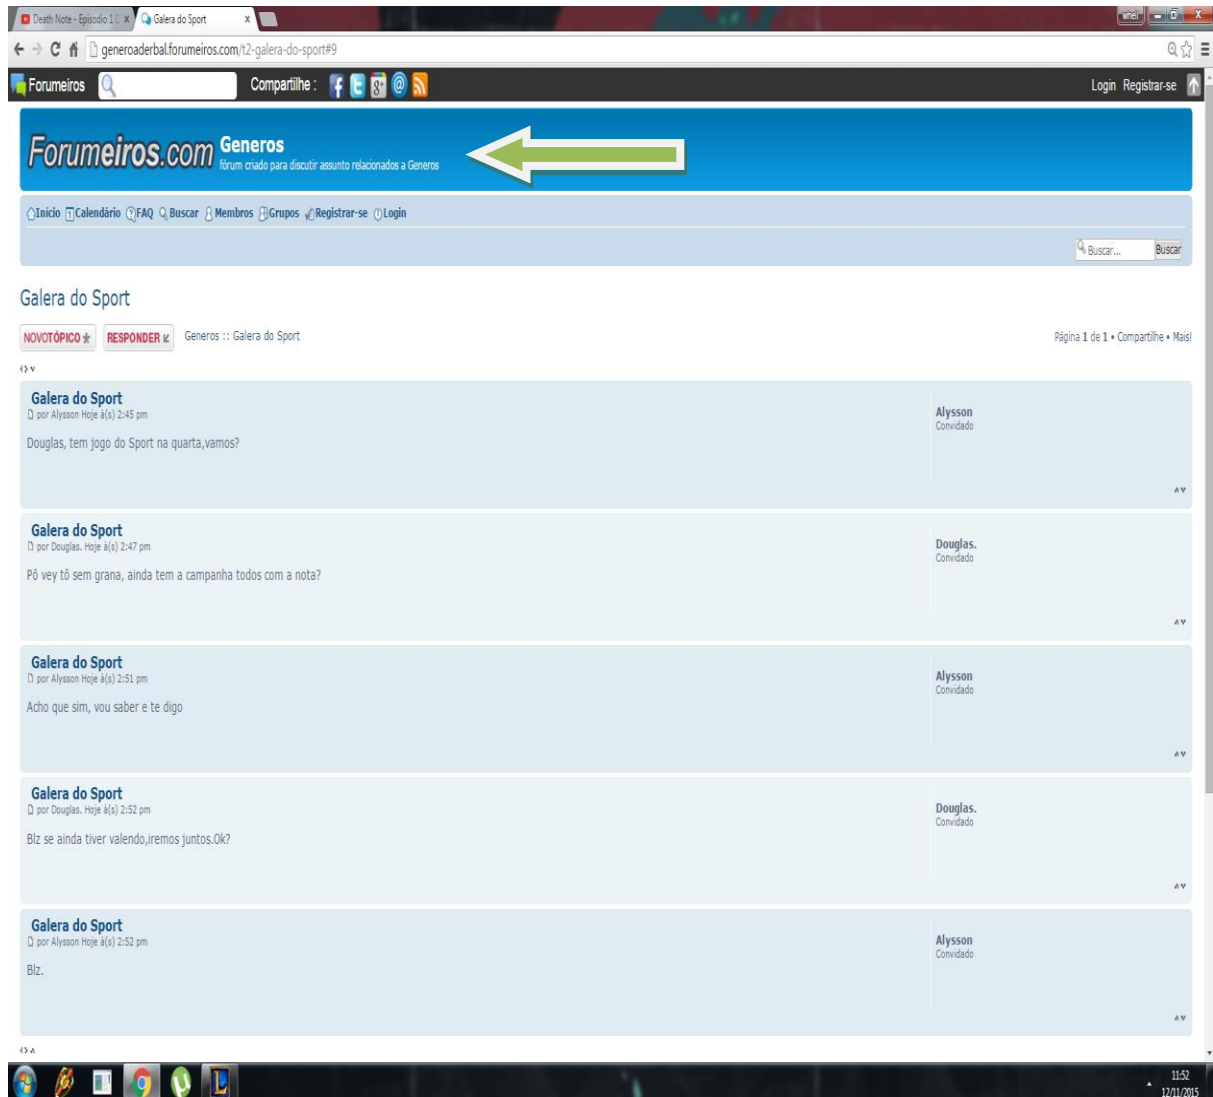 Death Note - Episodio 1 x Galera do Sport x
generoaderbal.forumeiros.com/t2-galera-do-sport#9
Forumeiros Compartilhe : Login Registrar-se
Forumeiros.com Generos
fórum criado para discutir assunto relacionados a Generos
Início Calendário FAQ Buscar Membros Grupos Registrar-se Login
Buscar... Buscar
Galera do Sport
NOVOTÓPICO RESPONDER Generos :: Galera do Sport Página 1 de 1 • Compartilhe • Mais!
Galera do Sport
por Alysson Hoje à(s) 2:45 pm
Alysson
Convidado
Douglas, tem jogo do Sport na quarta,vamos?
Galera do Sport
por Douglas. Hoje à(s) 2:47 pm
Douglas.
Convidado
Pô vey tô sem grana, ainda tem a campanha todos com a nota?
Galera do Sport
por Alysson Hoje à(s) 2:51 pm
Alysson
Convidado
Acho que sim, vou saber e te digo
Galera do Sport
por Douglas. Hoje à(s) 2:52 pm
Douglas.
Convidado
Blz se ainda tiver valendo,iremos juntos.Ok?
Galera do Sport
por Alysson Hoje à(s) 2:52 pm
Alysson
Convidado
Blz.
11:52
12/11/2015